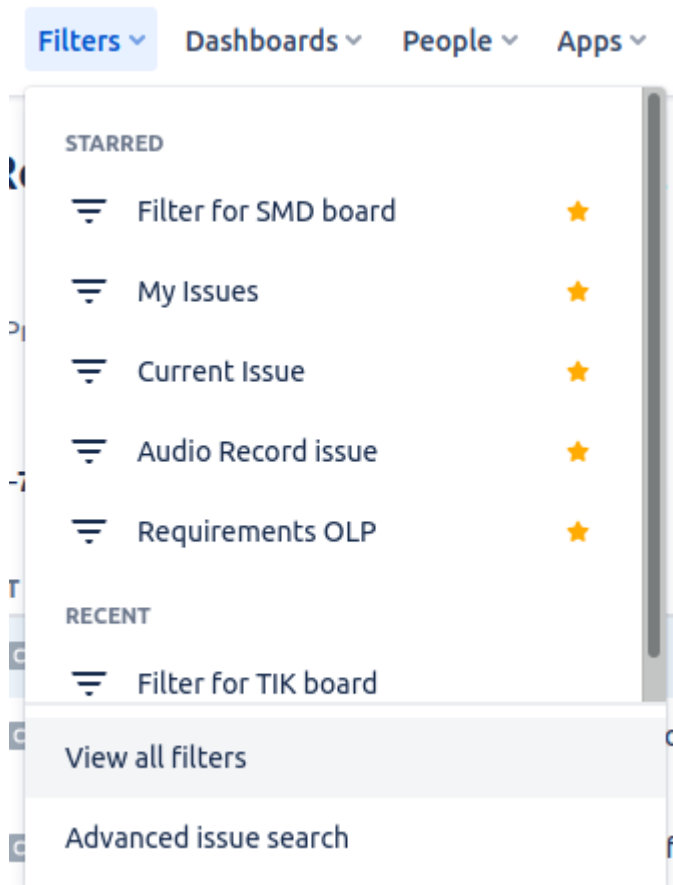 Filters Dashboards People Apps
STARRED
Filter for SMD board
My Issues
Current Issue
Audio Record issue
Requirements OLP
RECENT
Filter for TIK board
View all filters
Advanced issue search